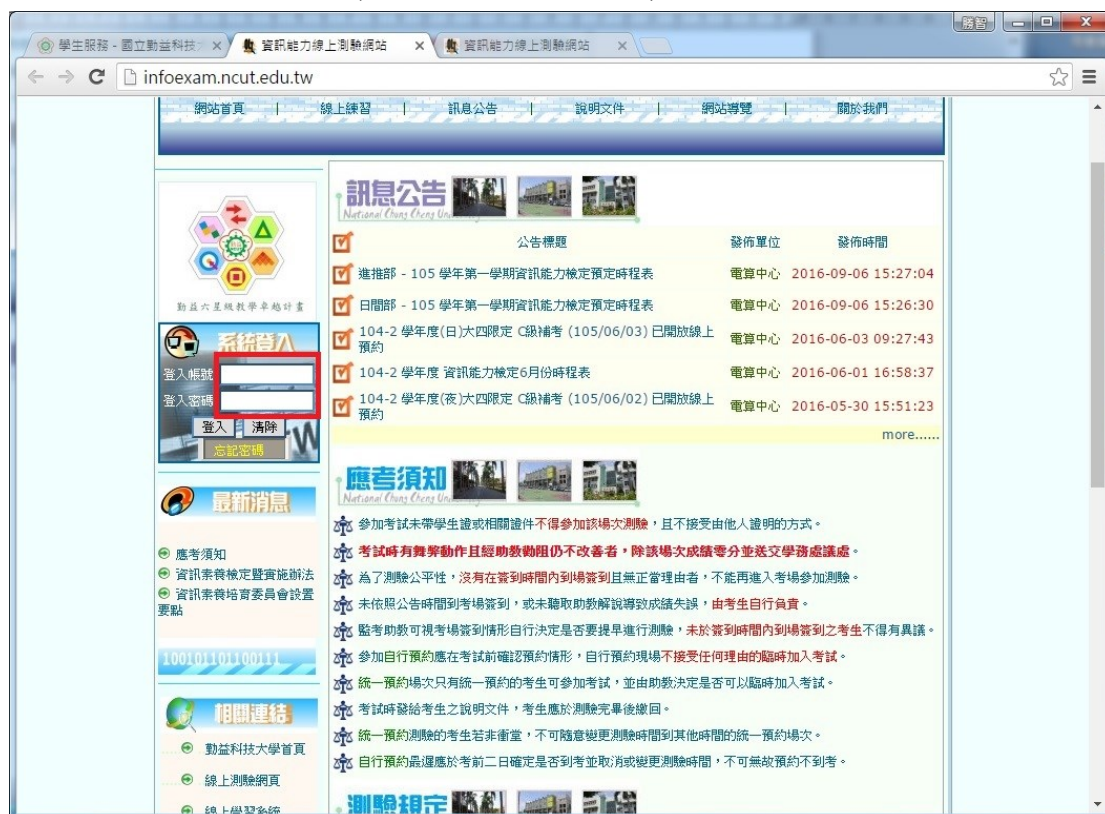 勝智
學生服務 - 國立勤益科技
資訊能力線上測驗網站
資訊能力線上測驗網站
infoexam.ncut.edu.tw
網站首頁 | 線上練習 | 訊息公告 | 說明文件 | 網站導覽 | 關於我們
勤益六星級教學卓越計畫
系統登入
登入帳號
登入密碼
登入 清除
忘記密碼
最新消息
應考須知
資訊素養檢定暨實施辦法
資訊素養培育委員會設置
要點
100101101100111
相關連結
勤益科技大學首頁
線上測驗網頁
線上學習系統
訊息公告
National Chung Cheng Un
公告標題 發佈單位 發佈時間
進推部 - 105 學年第一學期資訊能力檢定預定時程表 電算中心 2016-09-06 15:27:04
日間部 - 105 學年第一學期資訊能力檢定預定時程表 電算中心 2016-09-06 15:26:30
104-2 學年度(日)大四限定 C級補考 (105/06/03) 已開放線上
預約 電算中心 2016-06-03 09:27:43
104-2 學年度 資訊能力檢定6月份時程表 電算中心 2016-06-01 16:58:37
104-2 學年度(夜)大四限定 C級補考 (105/06/02) 已開放線上
預約 電算中心 2016-05-30 15:51:23
more......
應考須知
National Chung Cheng Un
參加考試未帶學生證或相關證件不得參加該場次測驗，且不接受由他人證明的方式。
考試時有舞弊動作且經助教勸阻仍不改善者，除該場次成績零分並送交學務處議處。
為了測驗公平性，沒有在簽到時間內到場簽到且無正當理由者，不能再進入考場參加測驗。
未依照公告時間到考場簽到，或未聽取助教解說導致成績失誤，由考生自行負責。
監考助教可視考場簽到情形自行決定是否要提早進行測驗，未於簽到時間內到場簽到之考生不得有異議。
參加自行預約應在考試前確認預約情形，自行預約現場不接受任何理由的臨時加入考試。
統一預約場次只有統一預約的考生可參加考試，並由助教決定是否可以臨時加入考試。
考試時發給考生之說明文件，考生應於測驗完畢後繳回。
統一預約測驗的考生若非衝堂，不可隨意變更測驗時間到其他時間的統一預約場次。
自行預約最遲應於考前二日確定是否到考並取消或變更測驗時間，不可無故預約不到考。
測驗規定